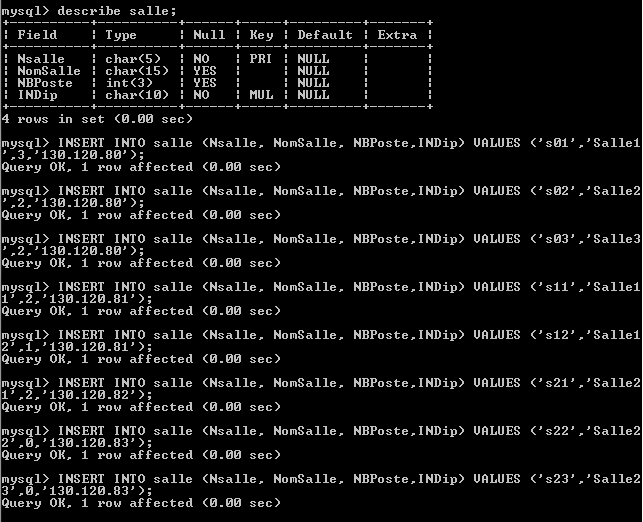 mysql> describe salle;
+----------+----------+------+-----+---------+-------+
| Field    | Type     | Null | Key | Default | Extra |
+----------+----------+------+-----+---------+-------+
| Nsalle   | char(5)  | NO   | PRI | NULL    |       |
| NomSalle | char(15) | YES  |     | NULL    |       |
| NBPoste  | int(3)   | YES  |     | NULL    |       |
| INDip    | char(10) | NO   | MUL | NULL    |       |
+----------+----------+------+-----+---------+-------+
4 rows in set (0.00 sec)
mysql> INSERT INTO salle (Nsalle, NomSalle, NBPoste,INDip) VALUES ('s01','Salle1
',3,'130.120.80');
Query OK, 1 row affected (0.00 sec)
mysql> INSERT INTO salle (Nsalle, NomSalle, NBPoste,INDip) VALUES ('s02','Salle2
',2,'130.120.80');
Query OK, 1 row affected (0.00 sec)
mysql> INSERT INTO salle (Nsalle, NomSalle, NBPoste,INDip) VALUES ('s03','Salle3
',2,'130.120.80');
Query OK, 1 row affected (0.00 sec)
mysql> INSERT INTO salle (Nsalle, NomSalle, NBPoste,INDip) VALUES ('s11','Salle1
1',2,'130.120.81');
Query OK, 1 row affected (0.00 sec)
mysql> INSERT INTO salle (Nsalle, NomSalle, NBPoste,INDip) VALUES ('s12','Salle1
2',1,'130.120.81');
Query OK, 1 row affected (0.00 sec)
mysql> INSERT INTO salle (Nsalle, NomSalle, NBPoste,INDip) VALUES ('s21','Salle2
1',2,'130.120.82');
Query OK, 1 row affected (0.00 sec)
mysql> INSERT INTO salle (Nsalle, NomSalle, NBPoste,INDip) VALUES ('s22','Salle2
2',0,'130.120.83');
Query OK, 1 row affected (0.00 sec)
mysql> INSERT INTO salle (Nsalle, NomSalle, NBPoste,INDip) VALUES ('s23','Salle2
3',0,'130.120.83');
Query OK, 1 row affected (0.00 sec)